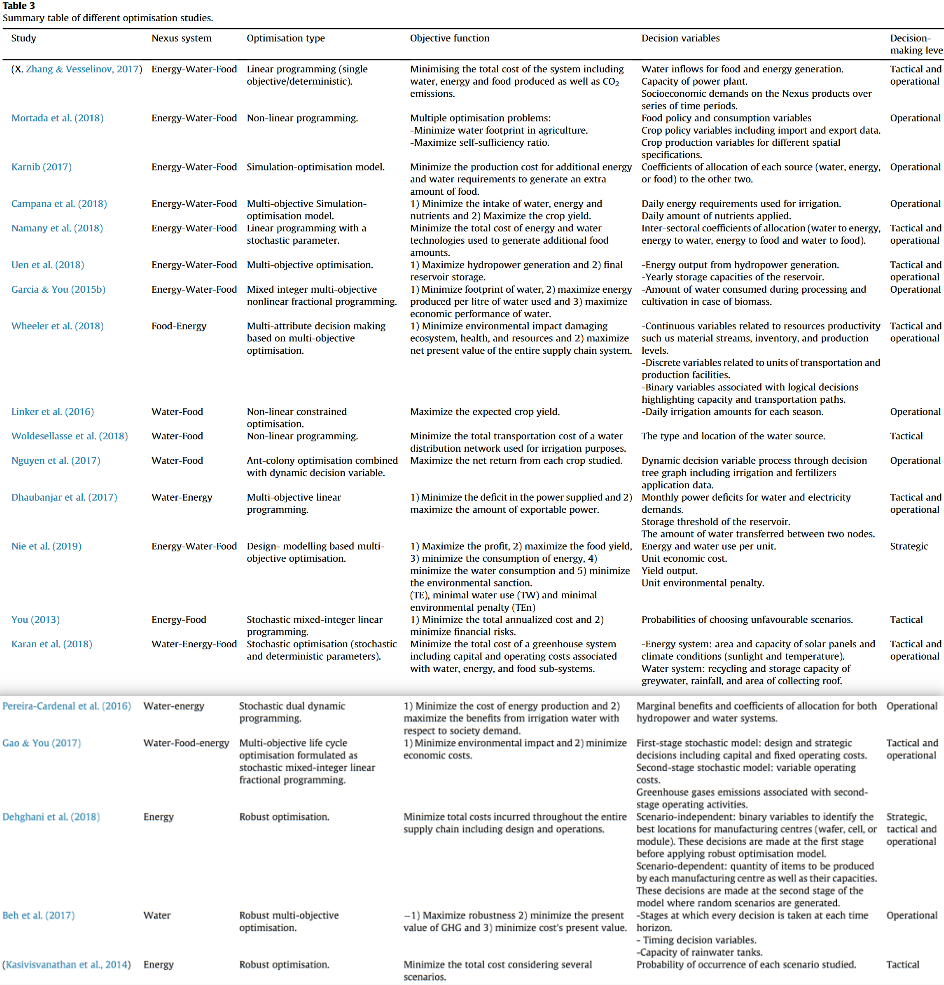 Table 3
Summary table of different optimisation studies.
Study Nexus system Optimisation type Objective function Decision variables Decision-
making leve
(X. Zhang & Vesselinov, 2017) Energy-Water-Food Linear programming (single Minimising the total cost of the system including Water inflows for food and energy generation. Tactical and
objective/deterministic). water, energy and food produced as well as CO2 Capacity of power plant. operational
emissions. Socioeconomic demands on the Nexus products over
series of time periods.
Mortada et al. (2018) Energy-Water-Food Non-linear programming. Multiple optimisation problems: Food policy and consumption variables Operational
-Minimize water footprint in agriculture. Crop policy variables including import and export data.
-Maximize self-sufficiency ratio. Crop production variables for different spatial
specifications.
Karnib (2017) Energy-Water-Food Simulation-optimisation model. Minimize the production cost for additional energy Coefficients of allocation of each source (water, energy, Operational
and water requirements to generate an extra or food) to the other two.
amount of food.
Campana et al. (2018) Energy-Water-Food Multi-objective Simulation- 1) Minimize the intake of water, energy and Daily energy requirements used for irrigation. Operational
optimisation model. nutrients and 2) Maximize the crop yield. Daily amount of nutrients applied.
Namany et al. (2018) Energy-Water-Food Linear programming with a Minimize the total cost of energy and water Inter-sectoral coefficients of allocation (water to energy, Tactical and
stochastic parameter. technologies used to generate additional food energy to water, energy to food and water to food). operational
amounts.
Uen et al. (2018) Energy-Water-Food Multi-objective optimisation. 1) Maximize hydropower generation and 2) final -Energy output from hydropower generation. Tactical and
reservoir storage. -Yearly storage capacities of the reservoir. operational
Garcia & You (2015b) Energy-Water-Food Mixed integer multi-objective 1) Minimize footprint of water, 2) maximize energy -Amount of water consumed during processing and Operational
nonlinear fractional programming. produced per litre of water used and 3) maximize cultivation in case of biomass.
economic performance of water.
Wheeler et al. (2018) Food-Energy Multi-attribute decision making 1) Minimize environmental impact damaging -Continuous variables related to resources productivity Tactical and
based on multi-objective ecosystem, health, and resources and 2) maximize such us material streams, inventory, and production operational
optimisation. net present value of the entire supply chain system. levels.
-Discrete variables related to units of transportation and
production facilities.
-Binary variables associated with logical decisions
highlighting capacity and transportation paths.
Linker et al. (2016) Water-Food Non-linear constrained Maximize the expected crop yield. -Daily irrigation amounts for each season. Operational
optimisation.
Woldesellasse et al. (2018) Water-Food Non-linear programming. Minimize the total transportation cost of a water The type and location of the water source. Tactical
distribution network used for irrigation purposes.
Nguyen et al. (2017) Water-Food Ant-colony optimisation combined Maximize the net return from each crop studied. Dynamic decision variable process through decision Operational
with dynamic decision variable. tree graph including irrigation and fertilizers
application data.
Dhaubanjar et al. (2017) Water-Energy Multi-objective linear 1) Minimize the deficit in the power supplied and 2) Monthly power deficits for water and electricity Tactical and
programming. maximize the amount of exportable power. demands. operational
Storage threshold of the reservoir.
The amount of water transferred between two nodes.
Nie et al. (2019) Energy-Water-Food Design- modelling based multi- 1) Maximize the profit, 2) maximize the food yield, Energy and water use per unit. Strategic
objective optimisation. 3) minimize the consumption of energy, 4) Unit economic cost.
minimize the water consumption and 5) minimize Yield output.
the environmental sanction. Unit environmental penalty.
(TE), minimal water use (TW) and minimal
environmental penalty (TEn)
You (2013) Energy-Food Stochastic mixed-integer linear 1) Minimize the total annualized cost and 2) Probabilities of choosing unfavourable scenarios. Tactical
programming. minimize financial risks.
Karan et al. (2018) Water-Energy-Food Stochastic optimisation (stochastic Minimize the total cost of a greenhouse system -Energy system: area and capacity of solar panels and Tactical and
and deterministic parameters). including capital and operating costs associated climate conditions (sunlight and temperature). operational
with water, energy, and food sub-systems. Water system: recycling and storage capacity of
greywater, rainfall, and area of collecting roof.
Pereira-Cardenal et al. (2016) Water-energy Stochastic dual dynamic 1) Minimize the cost of energy production and 2) Marginal benefits and coefficients of allocation for both Operational
programming. maximize the benefits from irrigation water with hydropower and water systems.
respect to society demand.
Gao & You (2017) Water-Food-energy Multi-objective life cycle 1) Minimize environmental impact and 2) minimize First-stage stochastic model: design and strategic Tactical and
optimisation formulated as economic costs. decisions including capital and fixed operating costs. operational
stochastic mixed-integer linear Second-stage stochastic model: variable operating
fractional programming. costs.
Greenhouse gases emissions associated with second-
stage operating activities.
Dehghani et al. (2018) Energy Robust optimisation. Minimize total costs incurred throughout the entire Scenario-independent: binary variables to identify the Strategic,
supply chain including design and operations. best locations for manufacturing centres (wafer, cell, or tactical and
module). These decisions are made at the first stage operational
before applying robust optimisation model.
Scenario-dependent: quantity of items to be produced
by each manufacturing centre as well as their capacities.
These decisions are made at the second stage of the
model where random scenarios are generated.
Beh et al. (2017) Water Robust multi-objective −1) Maximize robustness 2) minimize the present -Stages at which every decision is taken at each time Operational
optimisation. value of GHG and 3) minimize cost's present value. horizon.
- Timing decision variables.
-Capacity of rainwater tanks.
(Kasivisvanathan et al., 2014) Energy Robust optimisation. Minimize the total cost considering several Probability of occurrence of each scenario studied. Tactical
scenarios.